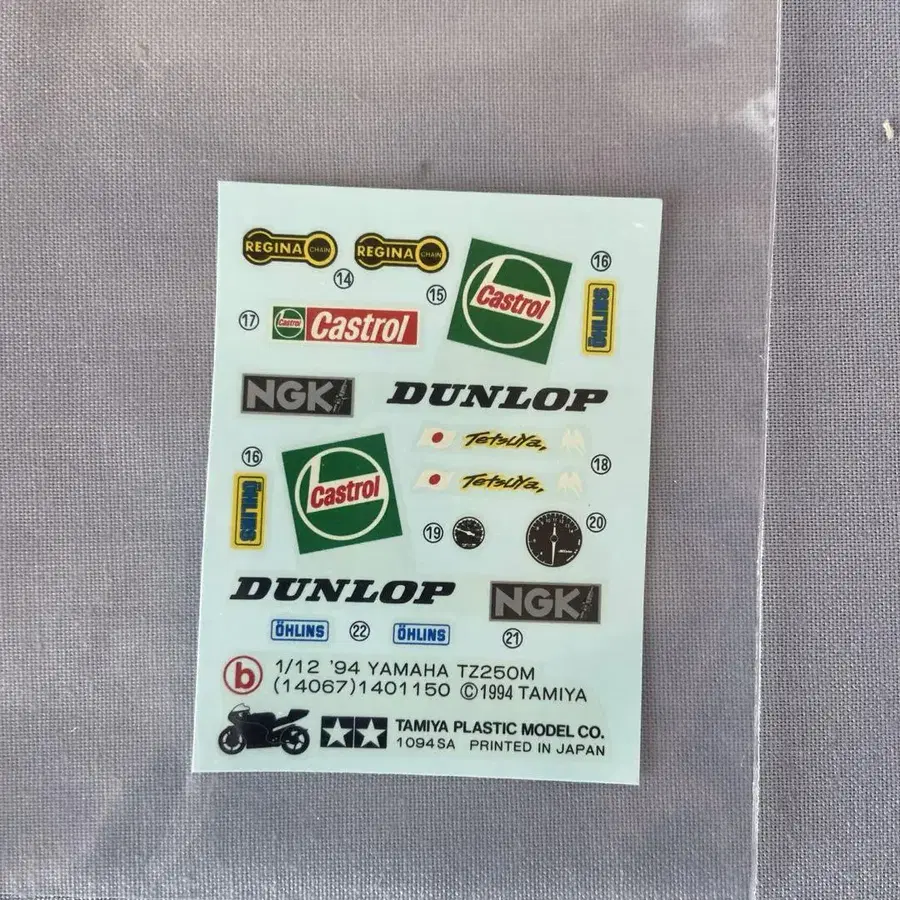 REGINA CHAIN
REGINA CHAIN
14
15
Castrol
16
ÖHLINS
17
Castrol Castrol
NGK
DUNLOP
Tetsuya,
Tetsuya,
18
16
ÖHLINS
Castrol
19
20
DUNLOP
NGK
ÖHLINS
22
ÖHLINS
21
b
1/12 '94 YAMAHA TZ250M
(14067)1401150 ©1994 TAMIYA
TAMIYA PLASTIC MODEL CO.
1094SA PRINTED IN JAPAN